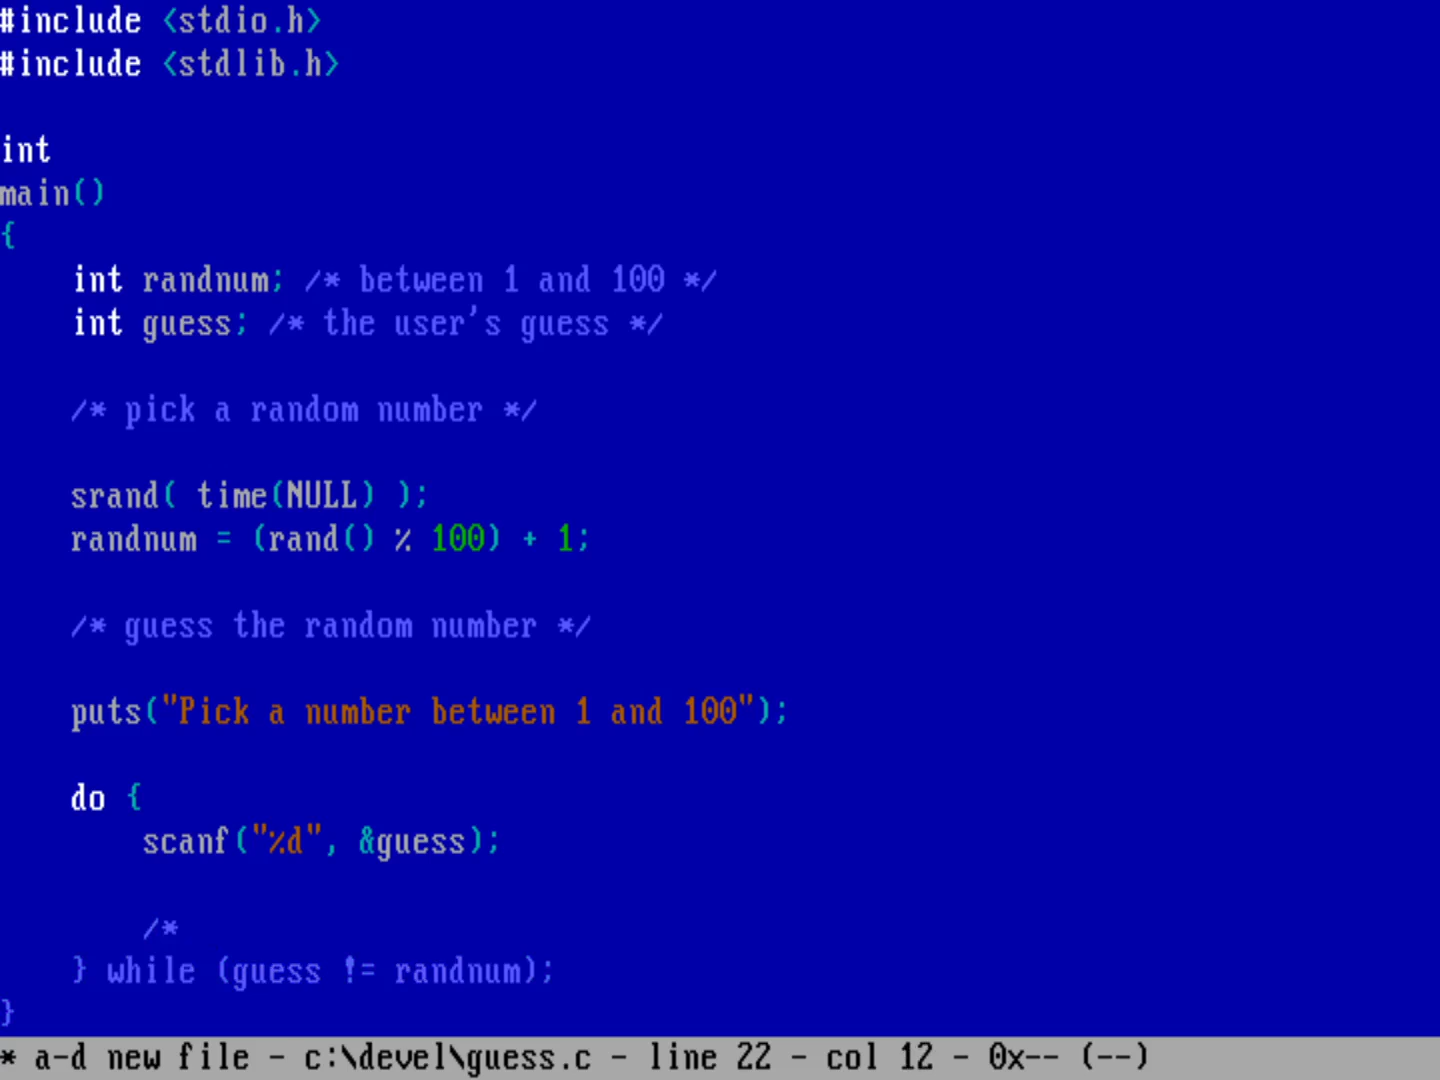 #include <stdio.h>
#include <stdlib.h>

int
main()
{
    int randnum; /* between 1 and 100 */
    int guess; /* the user's guess */

    /* pick a random number */

    srand( time(NULL) );
    randnum = (rand() % 100) + 1;

    /* guess the random number */

    puts("Pick a number between 1 and 100");

    do {
        scanf("%d", &guess);

        /*
    } while (guess != randnum);
}
* a-d new file - c:\devel\guess.c - line 22 - col 12 - 0x-- (--)